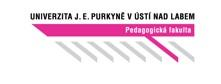 UNIVERZITA J. E. PURKYNĚ V ÚSTÍ NAD LABEM
Pedagogická fakulta